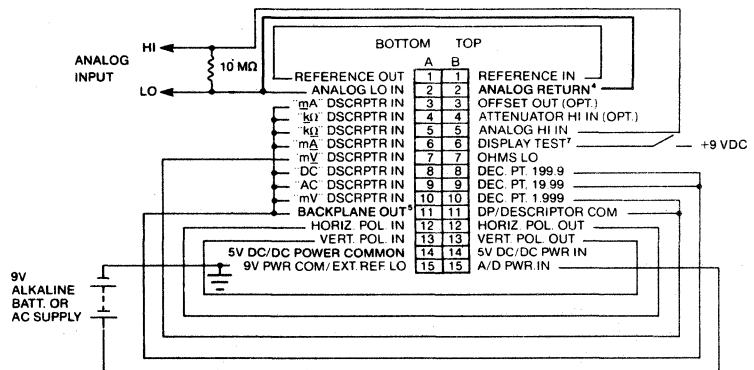 BOTTOM TOP
HI
ANALOG
INPUT
10 MΩ
LO
A B
REFERENCE OUT 1 1 REFERENCE IN
ANALOG LO IN 2 2 ANALOG RETURN⁴
"mA" DSCRPTR IN 3 3 OFFSET OUT (OPT.)
"kΩ" DSCRPTR IN 4 4 ATTENUATOR HI IN (OPT.)
"kΩ" DSCRPTR IN 5 5 ANALOG HI IN
"mA" DSCRPTR IN 6 6 DISPLAY TEST⁷ +9 VDC
"mV" DSCRPTR IN 7 7 OHMS LO
"DC" DSCRPTR IN 8 8 DEC. PT. 199.9
"AC" DSCRPTR IN 9 9 DEC. PT. 19.99
"mV" DSCRPTR IN 10 10 DEC. PT. 1.999
BACKPLANE OUT⁵ 11 11 DP/DESCRIPTOR COM
HORIZ. POL. IN 12 12 HORIZ. POL. OUT
VERT. POL. IN 13 13 VERT. POL. OUT
5V DC/DC POWER COMMON 14 14 5V DC/DC PWR IN
9V PWR COM/EXT. REF LO 15 15 A/D PWR. IN
9V
ALKALINE
BATT. OR
AC SUPPLY